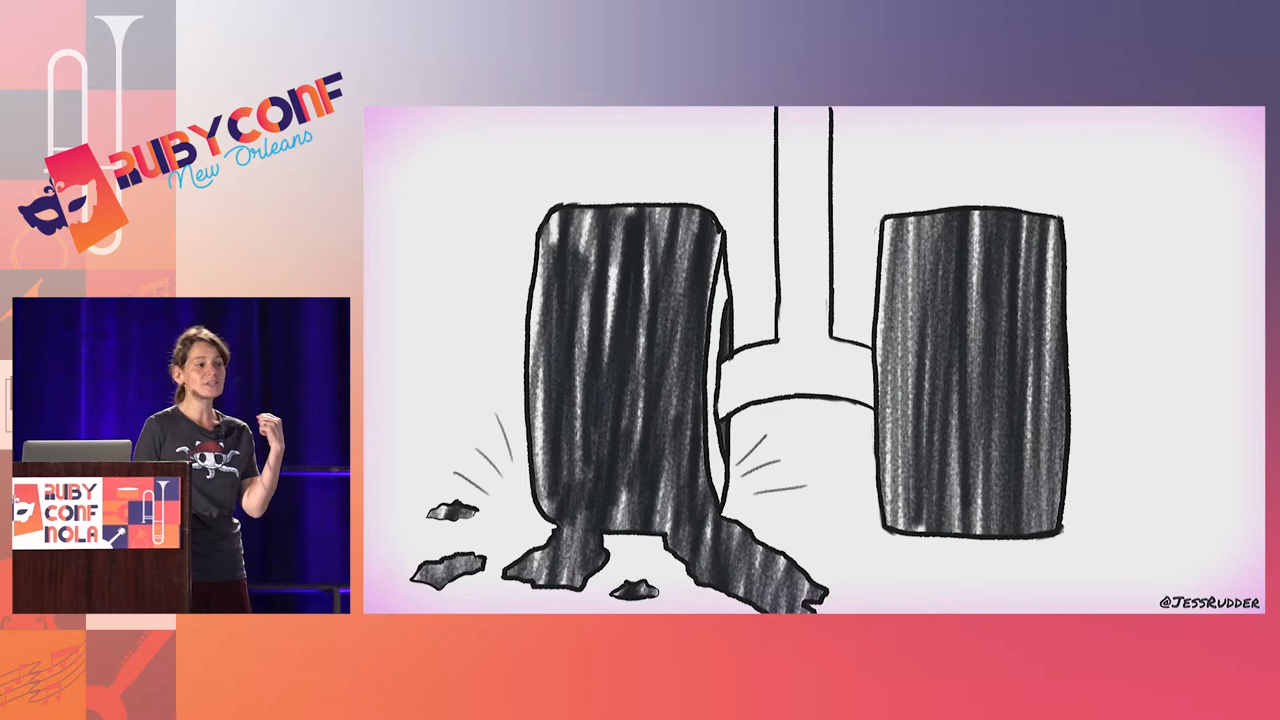 RUBYCONF
New Orleans
RUBY
CONF
NOLA
@JessRudder